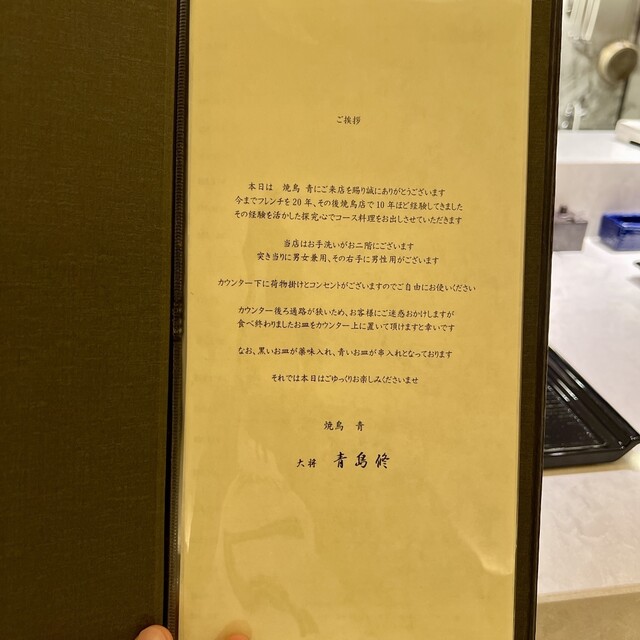 ご挨拶
本日は 焼鳥 青にご来店を賜り誠にありがとうございます
今までフレンチを20年、その後焼鳥店で10年ほど経験してきました
その経験を活かした探究心でコース料理をお出しさせていただきます
当店はお手洗いがお二階にございます
突き当りに男女兼用、その右手に男性用がございます
カウンター下に荷物掛けとコンセントがございますのでご自由にお使いください
カウンター後ろ通路が狭いため、お客様にご迷惑おかけしますが
食べ終わりましたお皿をカウンター上に置いて頂けますと幸いです
なお、黒いお皿が薬味入れ、青いお皿が串入れとなっております
それでは本日はごゆっくりお楽しみくださいませ
焼鳥 青
大将 青島修